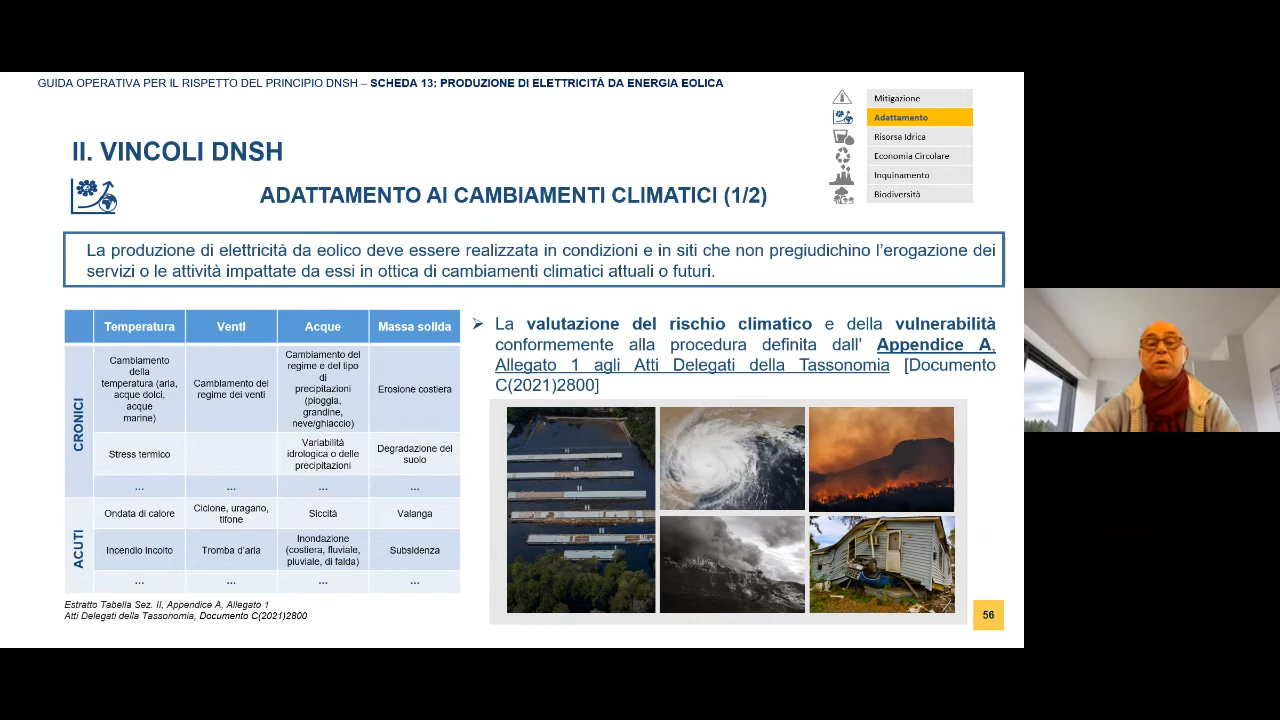 GUIDA OPERATIVA PER IL RISPETTO DEL PRINCIPIO DNSH – SCHEDA 13: PRODUZIONE DI ELETTRICITÀ DA ENERGIA EOLICA
Mitigazione
Adattamento
Risorsa Idrica
Economia Circolare
Inquinamento
Biodiversità
II. VINCOLI DNSH
ADATTAMENTO AI CAMBIAMENTI CLIMATICI (1/2)
La produzione di elettricità da eolico deve essere realizzata in condizioni e in siti che non pregiudichino l'erogazione dei
servizi o le attività impattate da essi in ottica di cambiamenti climatici attuali o futuri.
Temperatura Venti Acque Massa solida
CRONICI
Cambiamento
della
temperatura (aria,
acque dolci,
acque
marine)
Cambiamento del
regime dei venti
Cambiamento del
regime e del tipo
di
precipitazioni
(pioggia,
grandine,
neve/ghiaccio)
Erosione costiera
Stress termico
Variabilità
idrologica o delle
precipitazioni
Degradazione del
suolo
... ... ... ...
ACUTI
Ondata di calore
Ciclone, uragano,
tifone
Siccità
Valanga
Incendio Incolto
Tromba d'aria
Inondazione
(costiera, fluviale,
pluviale, di falda)
Subsidenza
... ... ... ...
Estratto Tabella Sez. II, Appendice A, Allegato 1
Atti Delegati della Tassonomia, Documento C(2021)2800
➢ La valutazione del rischio climatico e della vulnerabilità
conformemente alla procedura definita dall' Appendice A,
Allegato 1 agli Atti Delegati della Tassonomia [Documento
C(2021)2800]
56